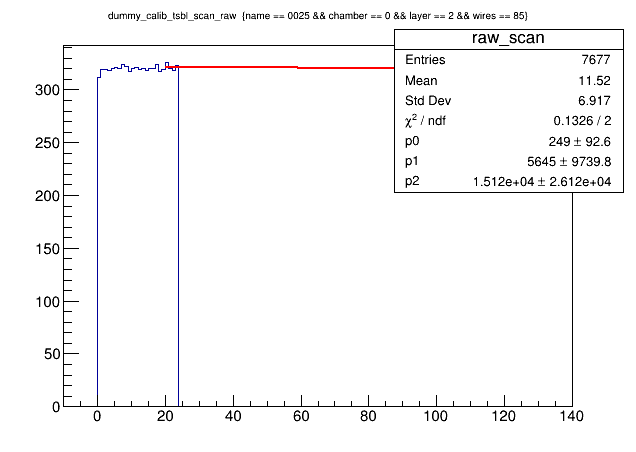 dummy_calib_tsbl_scan_raw {name == 0025 && chamber == 0 && layer == 2 && wires == 85}
raw_scan
Entries 7677
Mean 11.52
Std Dev 6.917
χ² / ndf 0.1326 / 2
p0 249 ± 92.6
p1 5645 ± 9739.8
p2 1.512e+04 ± 2.612e+04
300
250
200
150
100
50
0
0 20 40 60 80 100 120 140